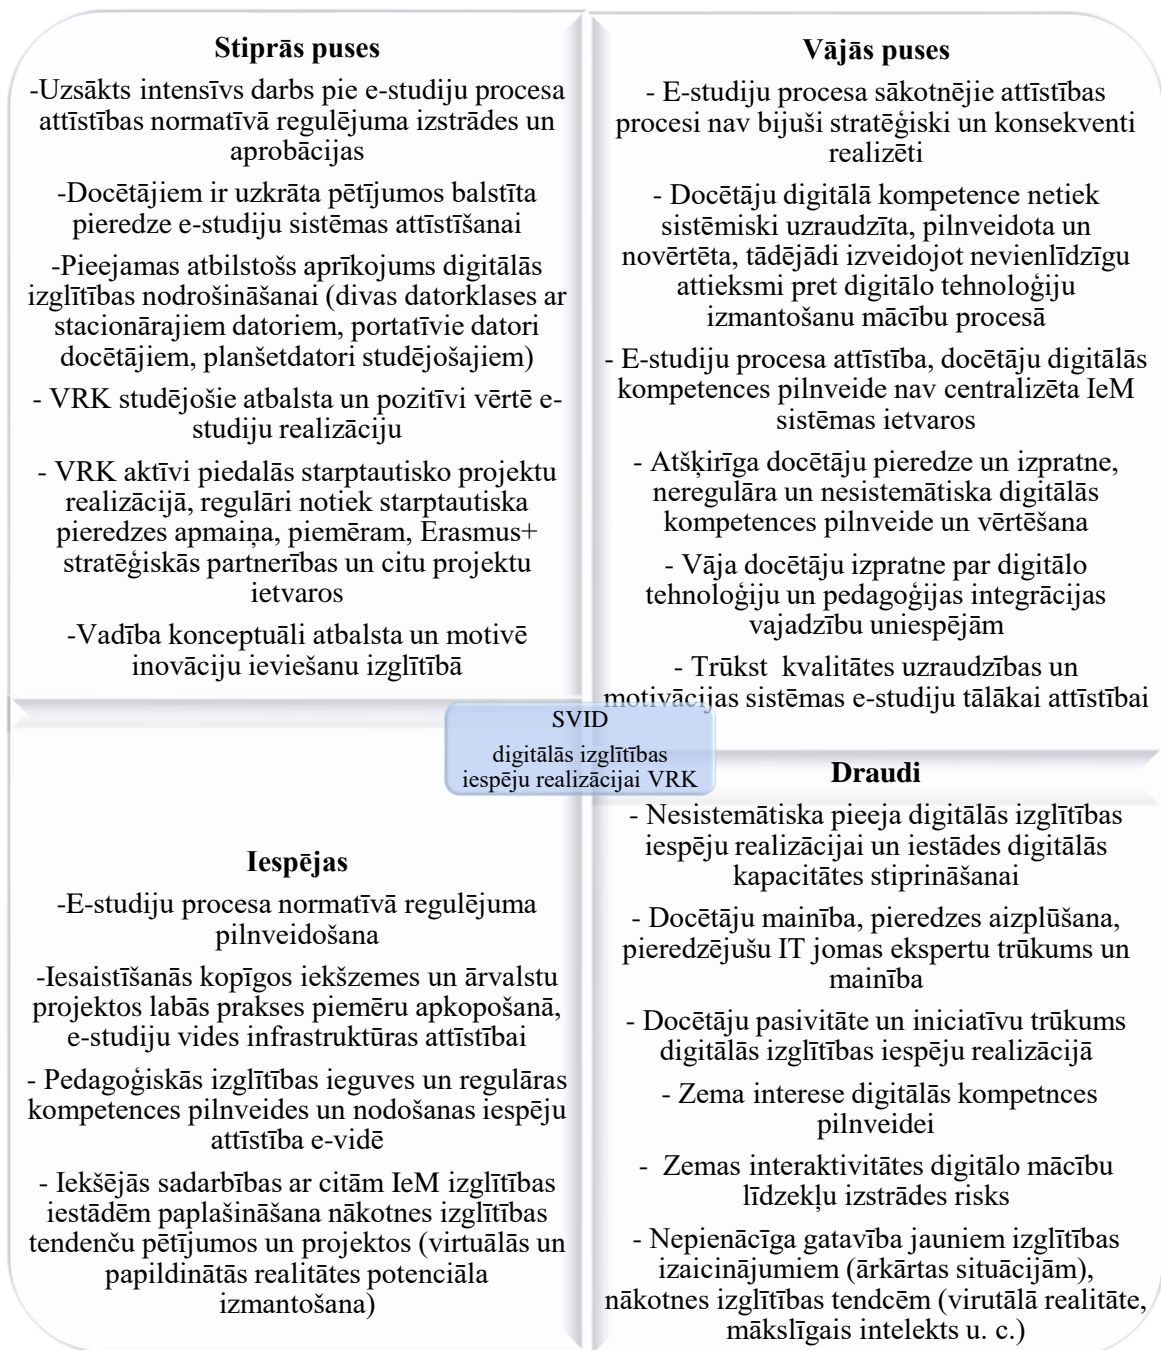 Stiprās puses
-Uzsākts intensīvs darbs pie e-studiju procesa
attīstības normatīvā regulējuma izstrādes un
aprobācijas
-Docētājiem ir uzkrāta pētījumos balstīta
pieredze e-studiju sistēmas attīstīšanai
-Pieejamas atbilstošs aprīkojums digitālās
izglītības nodrošināšanai (divas datorklases ar
stacionārajiem datoriem, portatīvie datori
docētājiem, planšetdatori studējošajiem)
- VRK studējošie atbalsta un pozitīvi vērtē e-
studiju realizāciju
- VRK aktīvi piedalās starptautisko projektu
realizācijā, regulāri notiek starptautiska
pieredzes apmaiņa, piemēram, Erasmus+
stratēģiskās partnerības un citu projektu
ietvaros
-Vadība konceptuāli atbalsta un motivē
inovāciju ieviešanu izglītībā
Vājās puses
- E-studiju procesa sākotnējie attīstības
procesi nav bijuši stratēģiski un konsekventi
realizēti
- Docētāju digitālā kompetence netiek
sistēmiski uzraudzīta, pilnveidota un
novērtēta, tādējādi izveidojot nevienlīdzīgu
attieksmi pret digitālo tehnoloģiju
izmantošanu mācību procesā
- E-studiju procesa attīstība, docētāju digitālās
kompetences pilnveide nav centralizēta IeM
sistēmas ietvaros
- Atšķirīga docētāju pieredze un izpratne,
neregulāra un nesistemātiska digitālās
kompetences pilnveide un vērtēšana
- Vāja docētāju izpratne par digitālo
tehnoloģiju un pedagoģijas integrācijas
vajadzību uniespējām
- Trūkst kvalitātes uzraudzības un
motivācijas sistēmas e-studiju tālākai attīstībai
SVID
digitālās izglītības
iespēju realizācijai VRK
Iespējas
-E-studiju procesa normatīvā regulējuma
pilnveidošana
-Iesaistīšanās kopīgos iekšzemes un ārvalstu
projektos labās prakses piemēru apkopošanā,
e-studiju vides infrastruktūras attīstībai
- Pedagoģiskās izglītības ieguves un regulāras
kompetences pilnveides un nodošanas iespēju
attīstība e-vidē
- Iekšējās sadarbības ar citām IeM izglītības
iestādēm paplašināšana nākotnes izglītības
tendenču pētījumos un projektos (virtuālās un
papildinātās realitātes potenciāla
izmantošana)
Draudi
- Nesistemātiska pieeja digitālās izglītības
iespēju realizācijai un iestādes digitālās
kapacitātes stiprināšanai
- Docētāju mainība, pieredzes aizplūšana,
pieredzējušu IT jomas ekspertu trūkums un
mainība
- Docētāju pasivitāte un iniciatīvu trūkums
digitālās izglītības iespēju realizācijā
- Zema interese digitālās kompetnces
pilnveidei
- Zemas interaktivitātes digitālo mācību
līdzekļu izstrādes risks
- Nepienācīga gatavība jauniem izglītības
izaicinājumiem (ārkārtas situācijām),
nākotnes izglītības tendcēm (virutālā realitāte,
mākslīgais intelekts u. c.)